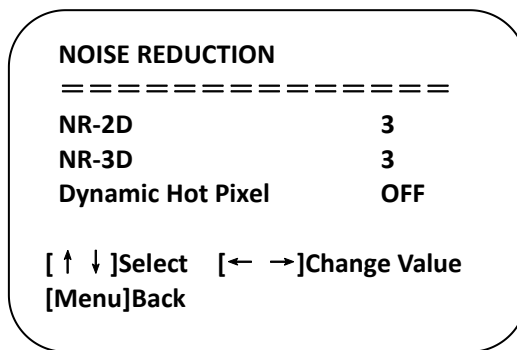 NOISE REDUCTION
===============
NR-2D 3
NR-3D 3
Dynamic Hot Pixel OFF
[ ↑ ↓ ]Select [← →]Change Value
[Menu]Back